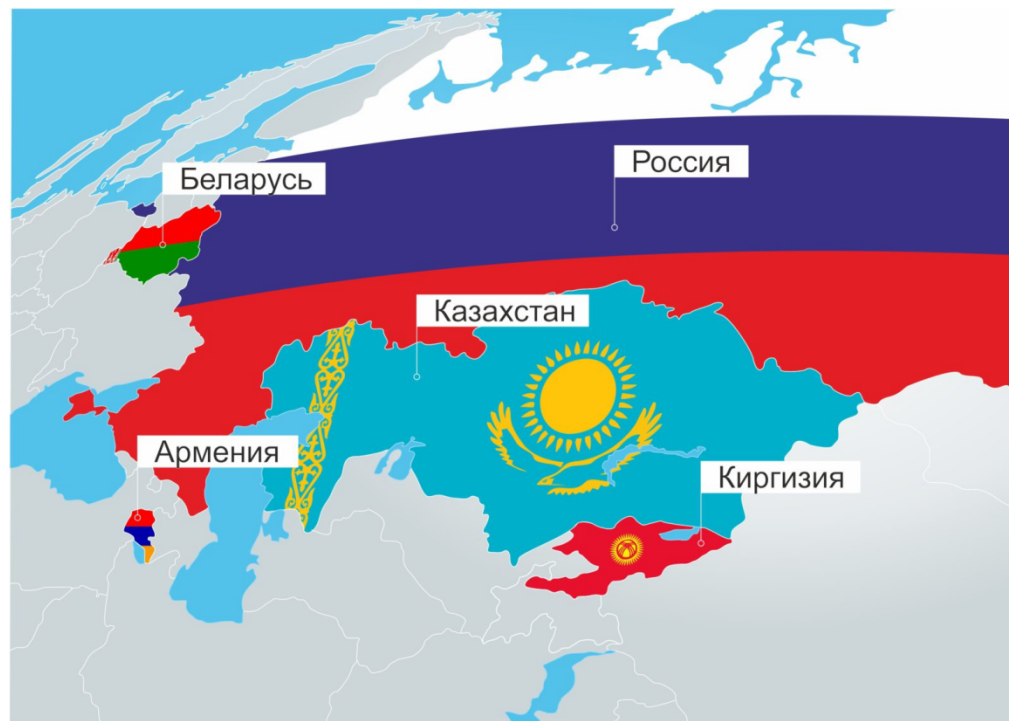 Россия
Беларусь
Казахстан
Армения
Киргизия